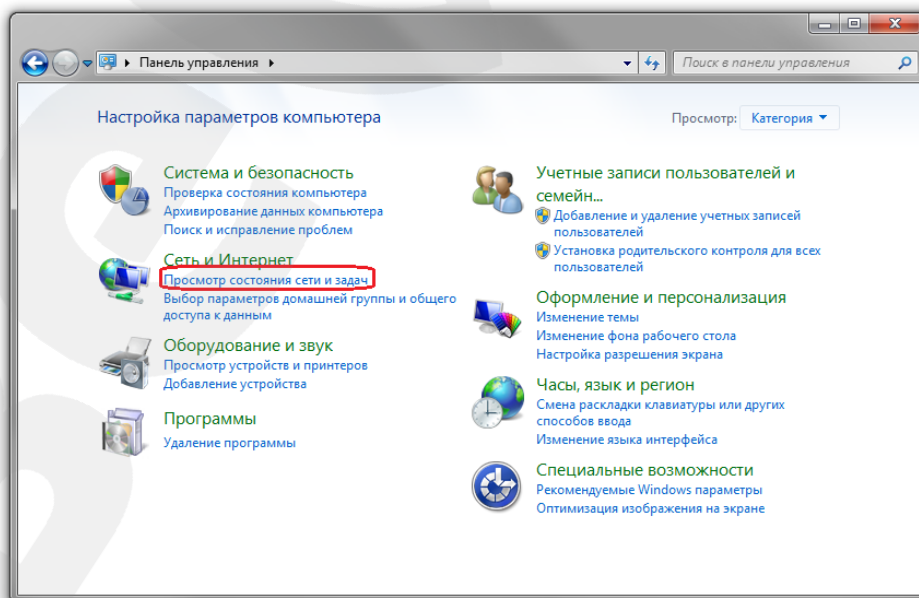 Панель управления
Поиск в панели управления
Настройка параметров компьютера
Просмотр: Категория
Система и безопасность
Проверка состояния компьютера
Архивирование данных компьютера
Поиск и исправление проблем
Сеть и Интернет
Просмотр состояния сети и задач
Выбор параметров домашней группы и общего
доступа к данным
Оборудование и звук
Просмотр устройств и принтеров
Добавление устройства
Программы
Удаление программы
Учетные записи пользователей и
семейн...
Добавление и удаление учетных записей
пользователей
Установка родительского контроля для всех
пользователей
Оформление и персонализация
Изменение темы
Изменение фона рабочего стола
Настройка разрешения экрана
Часы, язык и регион
Смена раскладки клавиатуры или других
способов ввода
Изменение языка интерфейса
Специальные возможности
Рекомендуемые Windows параметры
Оптимизация изображения на экране